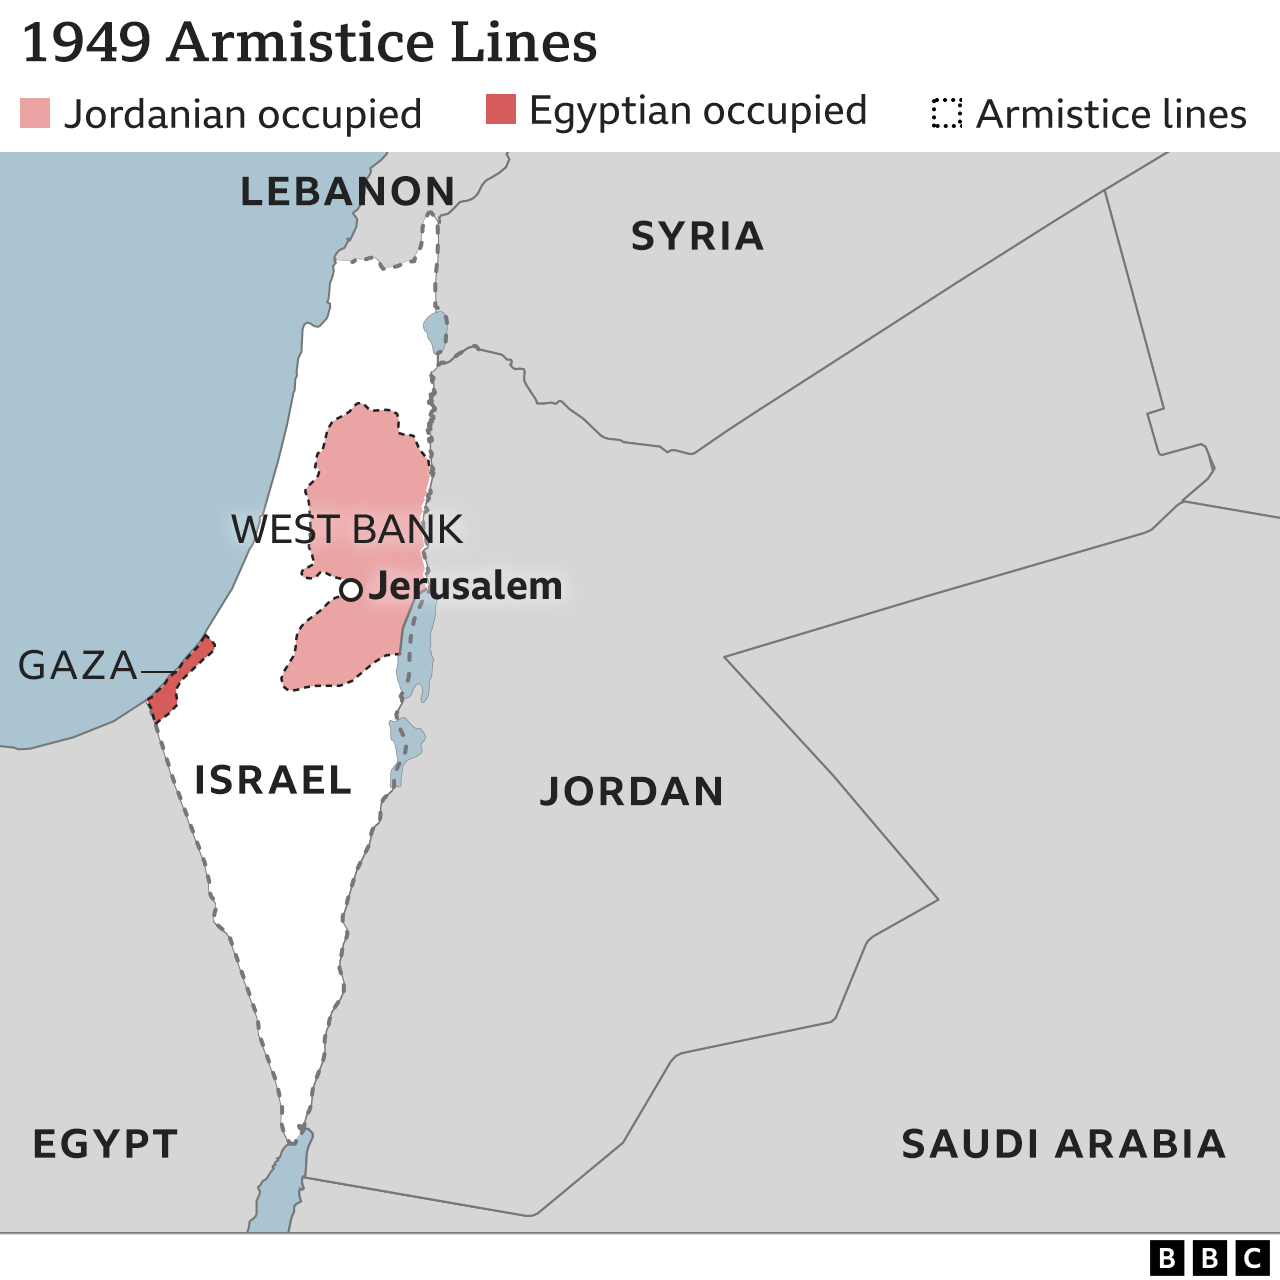 1949 Armistice Lines
Jordanian occupied
Egyptian occupied
Armistice lines
LEBANON
SYRIA
WEST BANK
Jerusalem
GAZA
ISRAEL
JORDAN
EGYPT
SAUDI ARABIA
BBC